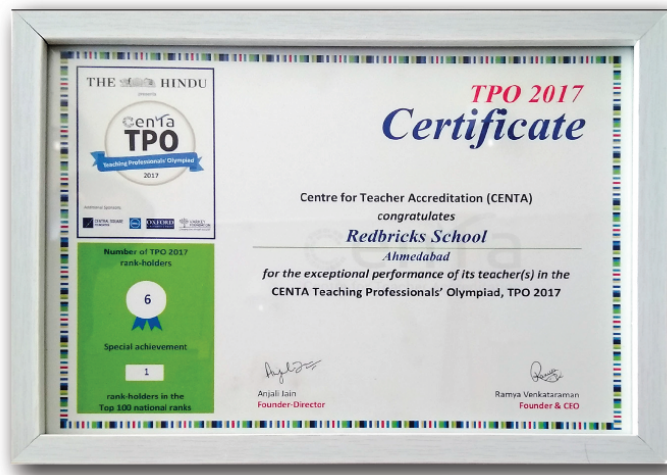 THE HINDU
presents
centa
TPO
Teaching Professionals' Olympiad
2017
OXFORD
Number of TPO 2017
rank-holders
6
Special achievement
1
rank-holders in the
Top 100 national ranks
TPO 2017
Certificate
Centre for Teacher Accreditation (CENTA)
congratulates
Redbricks School
Ahmedabad
for the exceptional performance of its teacher(s) in the
CENTA Teaching Professionals' Olympiad, TPO 2017
Anjali Jain
Founder-Director
Ramya Venkataraman
Founder & CEO